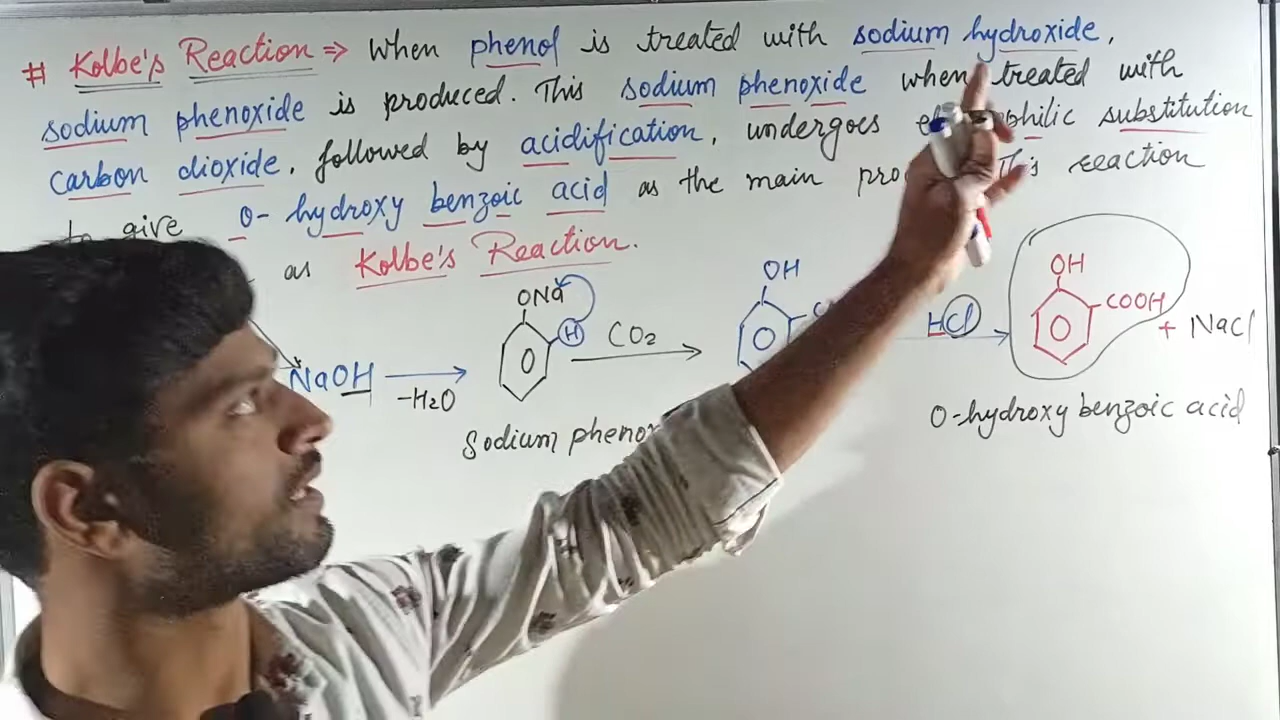 # Kolbe's Reaction ⇒ When phenol is treated with sodium hydroxide,
sodium phenoxide is produced. This sodium phenoxide when treated with
carbon dioxide, followed by acidification, undergoes substitution
to give o-hydroxy benzoic acid as the main reaction
as Kolbe's Reaction.
ONa
H
OH
OH
COOH
NaOH
-H2O
CO2
HCl
+ NaCl
Sodium
O-hydroxy benzoic acid